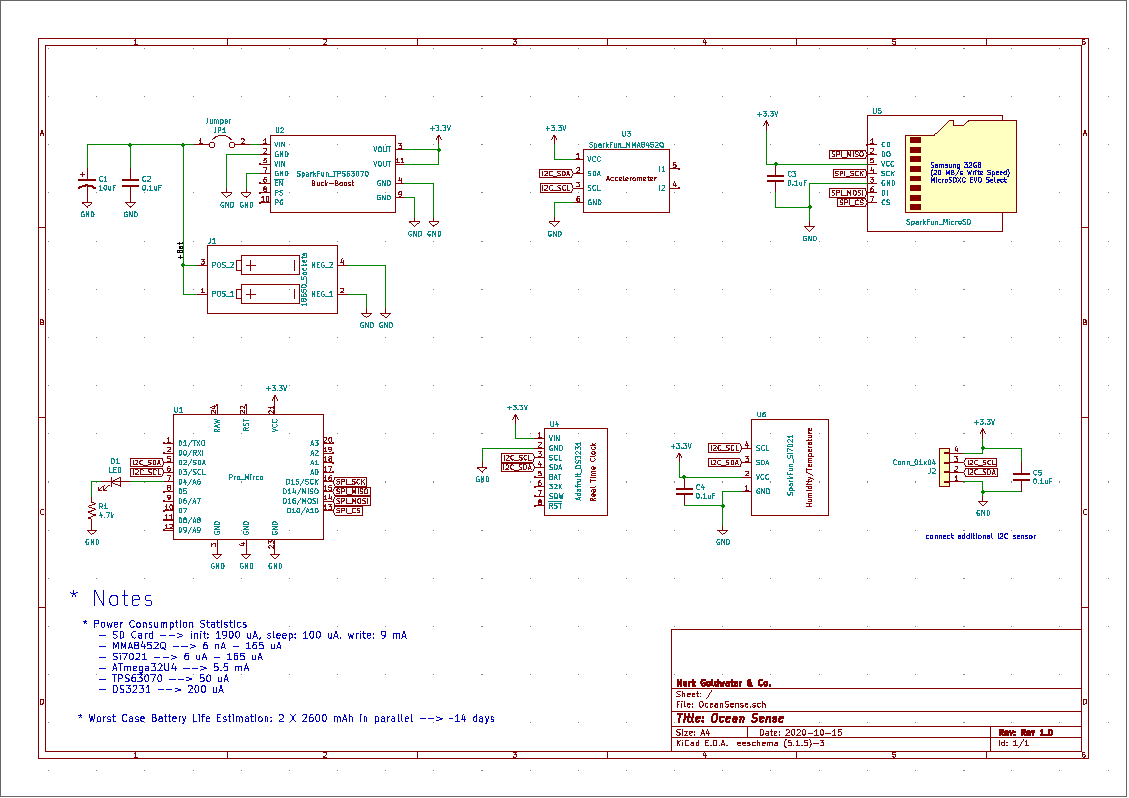 1 2 3 4 5 6
A
B
C
D
Jumper
JP1
1 2
U2
1 VIN
2 GND
5 VIN
7 GND
6 EN
8 PS
10 PG
SparkFun_TPS63070
Buck-Boost
VOUT 3
VOUT 11
GND 4
GND 9
+3.3V
GND GND
GND GND
C1
10uF
GND
C2
0.1uF
GND
+Bat
J1
3 POS_2
1 POS_1
NEG_2 4
NEG_1 2
18650_Sockets
GND GND
+3.3V
U3
SparkFun_MMA8452Q
Accelerometer
1 VCC
I2C_SDA 2 SDA
I2C_SCL 3 SCL
6 GND
I1 5
I2 4
GND
+3.3V
C3
0.1uF
GND
U5
1 CD
SPI_MISO 2 DO
5 VCC
SPI_SCK 4 SCK
3 GND
SPI_MOSI 6 DI
SPI_CS 7 CS
Samsung 32GB
(20 MB/s Write Speed)
MicroSDXC EVO Select
SparkFun_MicroSD
U1
+3.3V
24 RAW
22 RST
21 VCC
1 D1/TXO
2 D0/RXI
I2C_SDA 5 D2/SDA
I2C_SCL 6 D3/SCL
7 D4/A6
8 D5
9 D6/A7
10 D7
11 D8/A8
12 D9/A9
Pro_Mirco
A3 20
A2 19
A1 18
A0 17
D15/SCK 16 SPI_SCK
D14/MISO 15 SPI_MISO
D16/MOSI 14 SPI_MOSI
D10/A10 13 SPI_CS
GND 3
GND 4
GND 23
GND GND GND
D1
LED
R1
4.7k
GND
+3.3V
U4
1 VIN
2 GND
I2C_SCL 3 SCL
I2C_SDA 4 SDA
5 BAT
6 32K
7 SQW
8 RST
Adafruit_DS3231
Real Time Clock
GND
+3.3V
C4
0.1uF
GND
U6
I2C_SCL 4 SCL
I2C_SDA 3 SDA
2 VCC
1 GND
SparkFun_Si7021
Humidity/Temperature
+3.3V
Conn_01x04
J2
4
3 I2C_SCL
2 I2C_SDA
1
C5
0.1uF
GND
connect additional I2C sensor
* Notes
* Power Consumption Statistics
- SD Card --> init: 1900 uA, sleep: 100 uA, write: 9 mA
- MMA8452Q --> 6 nA - 165 uA
- Si7021 --> 6 uA - 165 uA
- ATmega32U4 --> 5.5 mA
- TPS63070 --> 50 uA
- DS3231 --> 200 uA
* Worst Case Battery Life Estimation: 2 X 2600 mAh in parallel --> ~14 days
Nurt Goldwater & Co.
Sheet: /
File: OceanSense.sch
Title: Ocean Sense
Size: A4 Date: 2020-10-15 Rev: Rev 1.0
KiCad E.D.A. eeschema (5.1.5)-3 Id: 1/1
1 2 3 4 5 6